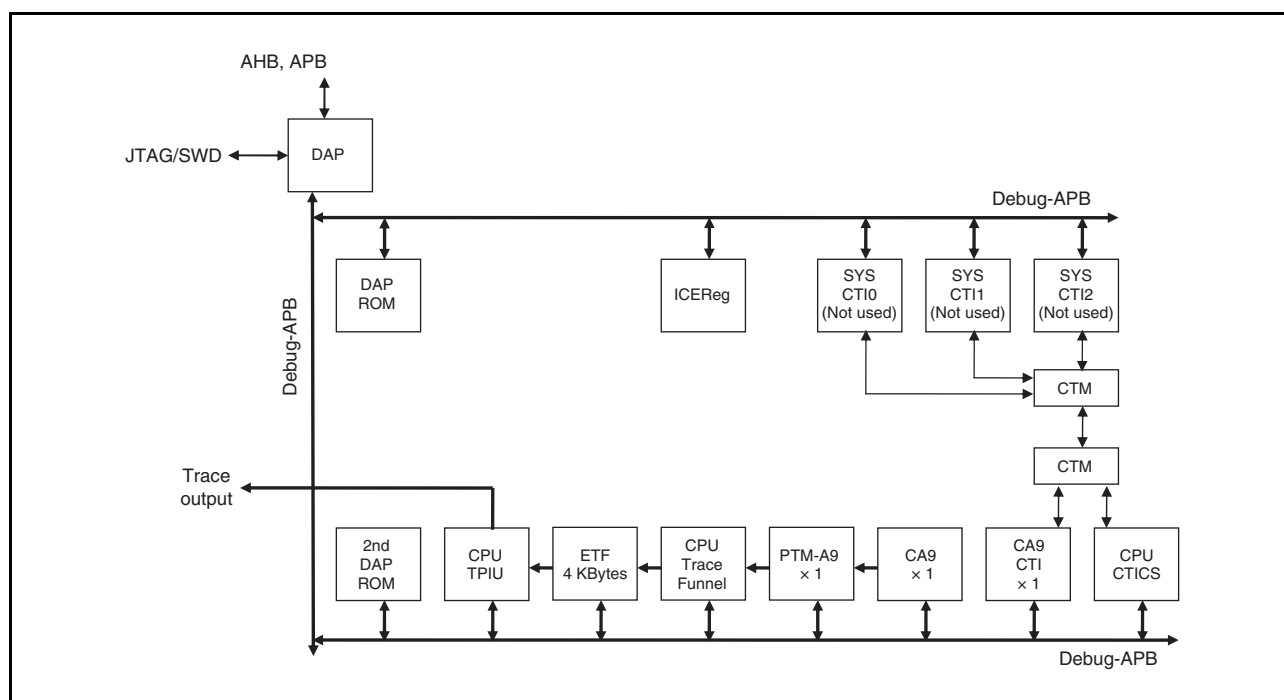 AHB, APB
JTAG/SWD
DAP
Debug-APB
Debug-APB
DAP
ROM
ICEReg
SYS
CTI0
(Not used)
SYS
CTI1
(Not used)
SYS
CTI2
(Not used)
CTM
CTM
Trace
output
2nd
DAP
ROM
CPU
TPIU
ETF
4 KBytes
CPU
Trace
Funnel
PTM-A9
× 1
CA9
× 1
CA9
CTI
× 1
CPU
CTICS
Debug-APB